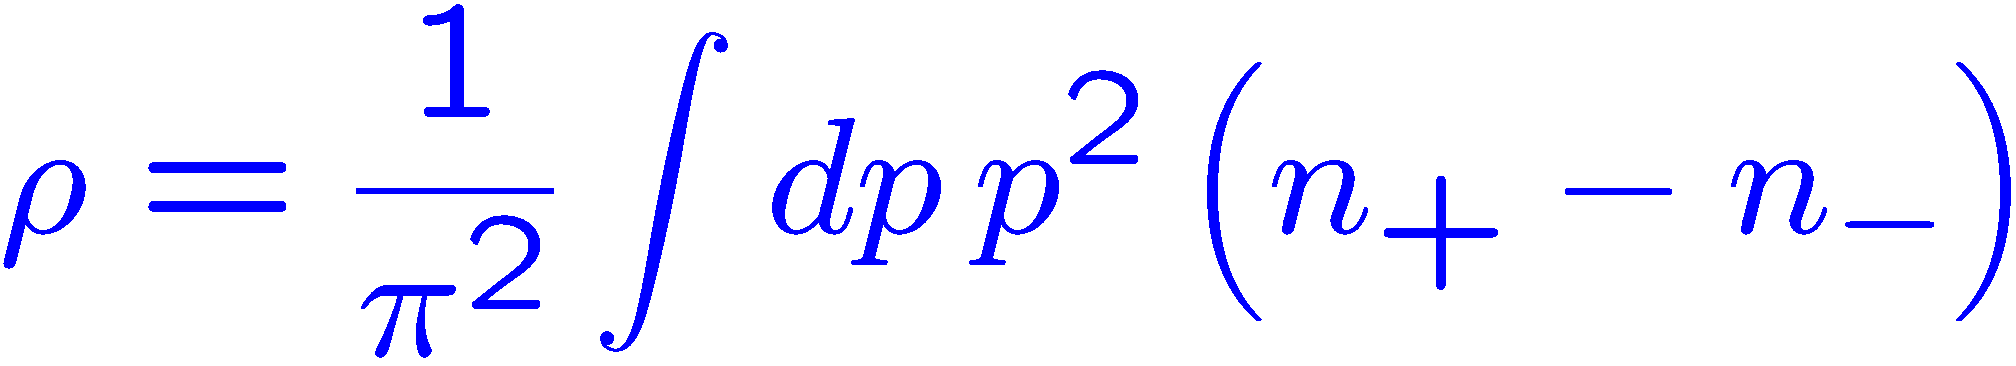 ρ = 1/π² ∫ dp p² (n₊ − n₋)